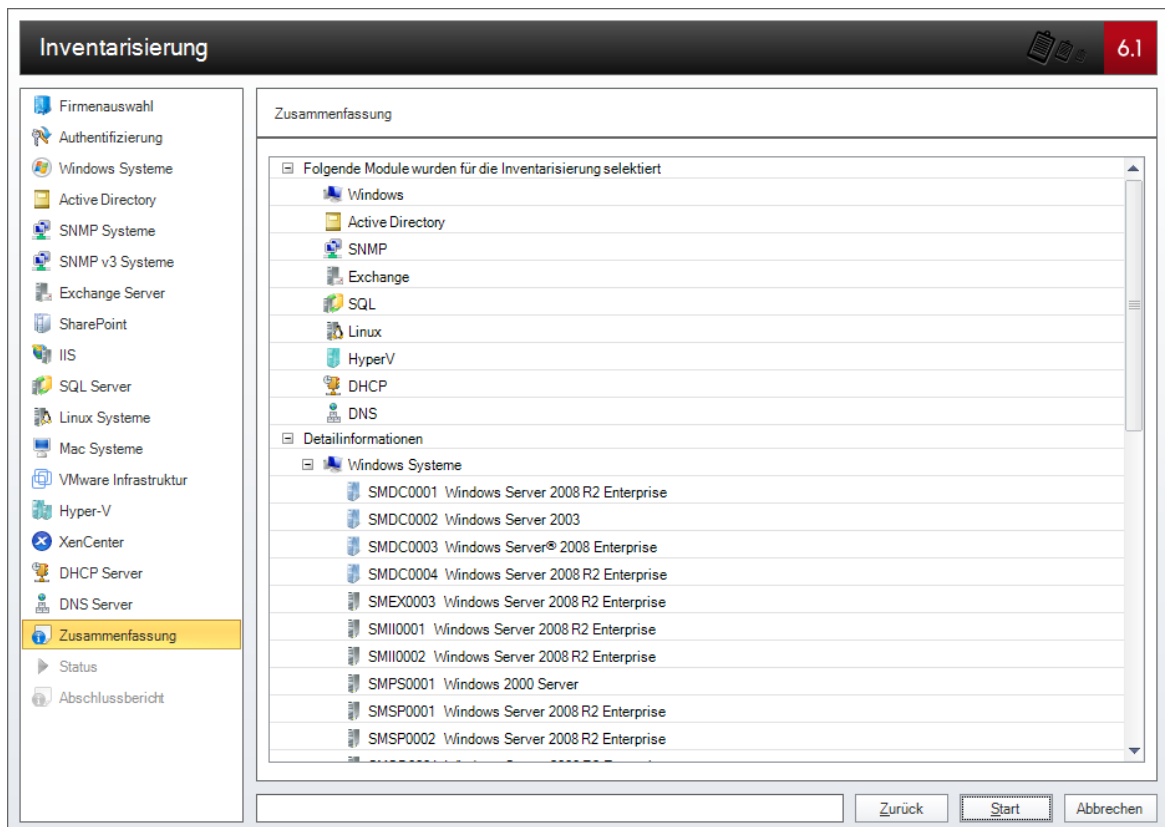 Inventarisierung
6.1
Firmenauswahl
Authentifizierung
Windows Systeme
Active Directory
SNMP Systeme
SNMP v3 Systeme
Exchange Server
SharePoint
IIS
SQL Server
Linux Systeme
Mac Systeme
VMware Infrastruktur
Hyper-V
XenCenter
DHCP Server
DNS Server
Zusammenfassung
Status
Abschlussbericht
Zusammenfassung
Folgende Module wurden für die Inventarisierung selektiert
Windows
Active Directory
SNMP
Exchange
SQL
Linux
HyperV
DHCP
DNS
Detailinformationen
Windows Systeme
SMDC0001 Windows Server 2008 R2 Enterprise
SMDC0002 Windows Server 2003
SMDC0003 Windows Server® 2008 Enterprise
SMDC0004 Windows Server 2008 R2 Enterprise
SMEX0003 Windows Server 2008 R2 Enterprise
SMII0001 Windows Server 2008 R2 Enterprise
SMII0002 Windows Server 2008 R2 Enterprise
SMPS0001 Windows 2000 Server
SMSP0001 Windows Server 2008 R2 Enterprise
SMSP0002 Windows Server 2008 R2 Enterprise
Zurück
Start
Abbrechen